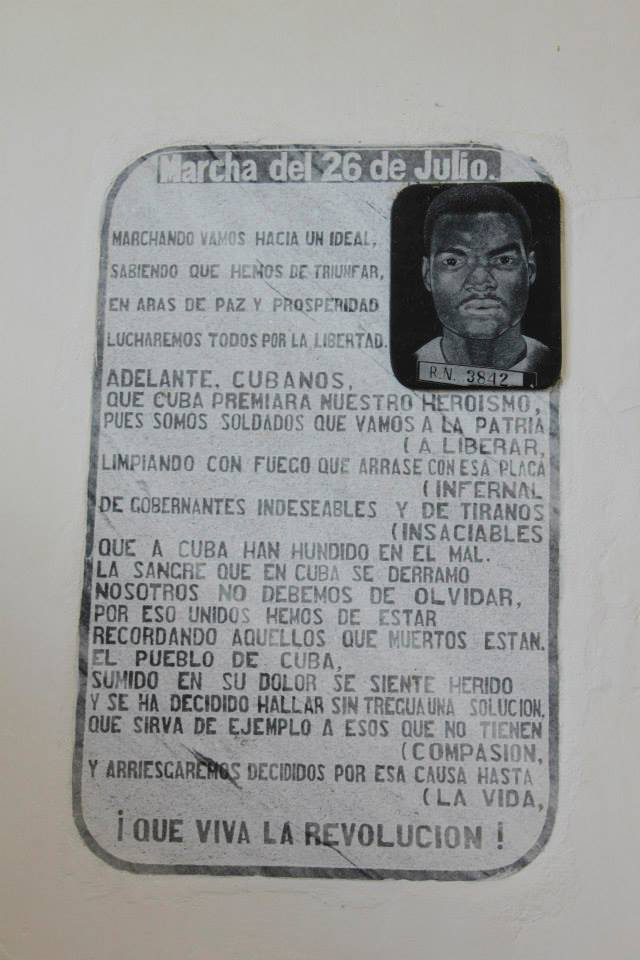 Marcha del 26 de Julio.
MARCHANDO VAMOS HACIA UN IDEAL,
SABIENDO QUE HEMOS DE TRIUNFAR,
EN ARAS DE PAZ Y PROSPERIDAD
LUCHAREMOS TODOS POR LA LIBERTAD.
R.N. 3842
ADELANTE, CUBANOS,
QUE CUBA PREMIARA NUESTRO HEROISMO,
PUES SOMOS SOLDADOS QUE VAMOS A LA PATRIA
(A LIBERAR,
LIMPIANDO CON FUEGO QUE ARRASE CON ESA PLAGA
(INFERNAL
DE GOBERNANTES INDESEABLES Y DE TIRANOS
(INSACIABLES
QUE A CUBA HAN HUNDIDO EN EL MAL.
LA SANGRE QUE EN CUBA SE DERRAMO
NOSOTROS NO DEBEMOS DE OLVIDAR,
POR ESO UNIDOS HEMOS DE ESTAR
RECORDANDO AQUELLOS QUE MUERTOS ESTAN.
EL PUEBLO DE CUBA,
SUMIDO EN SU DOLOR SE SIENTE HERIDO
Y SE HA DECIDIDO HALLAR SIN TREGUA UNA SOLUCION,
QUE SIRVA DE EJEMPLO A ESOS QUE NO TIENEN
(COMPASION,
Y ARRIESGAREMOS DECIDIDOS POR ESA CAUSA HASTA
(LA VIDA,
¡QUE VIVA LA REVOLUCION!